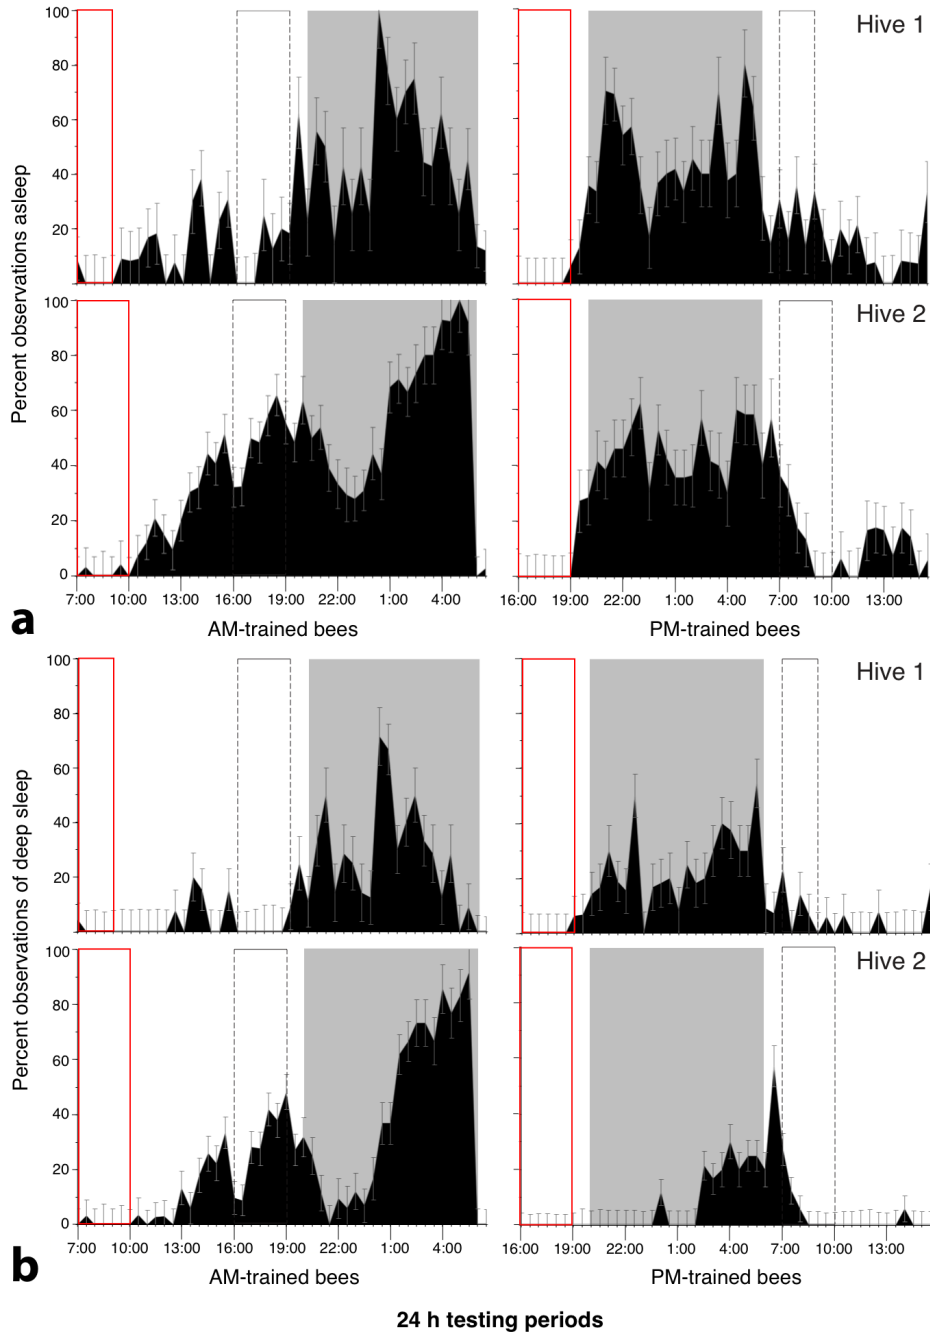 100 80 60 40 20
Hive 1
Hive 1
Percent observations asleep
100 80 60 40 20 0
Hive 2
7:00 10:00 13:00 16:00 19:00 22:00 1:00 4:00
16:00 19:00 22:00 1:00 4:00 7:00 10:00 13:00
a
AM-trained bees
PM-trained bees
100 80 60 40 20
Percent observations of deep sleep
100 80 60 40 20 0
Hive 2
7:00 10:00 13:00 16:00 19:00 22:00 1:00 4:00
16:00 19:00 22:00 1:00 4:00 7:00 10:00 13:00
b
AM-trained bees
PM-trained bees
24 h testing periods